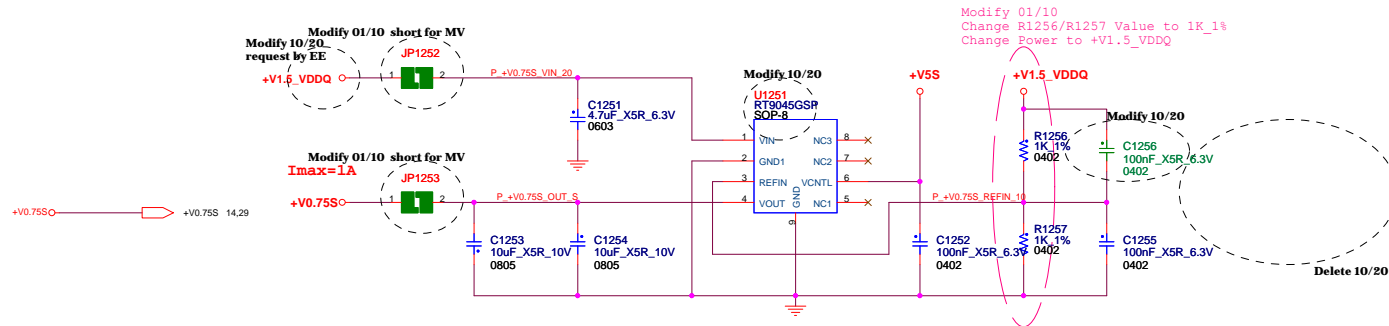 Modify 01/10
Change R1256/R1257 Value to 1K_1%
Change Power to +V1.5_VDDQ
Modify 10/20
request by EE
Modify 01/10 short for MV
JP1252
+V1.5_VDDQ
1
2
P_+V0.75S_VIN_20
C1251
4.7uF_X5R_6.3V
0603
Modify 10/20
U1251
RT9045GSP
SOP-8
1
VIN
2
GND1
3
REFIN
4
VOUT
NC3
8
NC2
7
VCNTL
6
NC1
5
GND
9
+V5S
+V1.5_VDDQ
R1256
1K_1%
0402
Modify 10/20
C1256
100nF_X5R_6.3V
0402
Modify 01/10 short for MV
Imax=1A
JP1253
+V0.75S
1
2
P_+V0.75S_OUT_S
P_+V0.75S_REFIN_10
+V0.75S
+V0.75S 14,29
C1253
10uF_X5R_10V
0805
C1254
10uF_X5R_10V
0805
C1252
100nF_X5R_6.3V
0402
R1257
1K_1%
0402
C1255
100nF_X5R_6.3V
0402
Delete 10/20